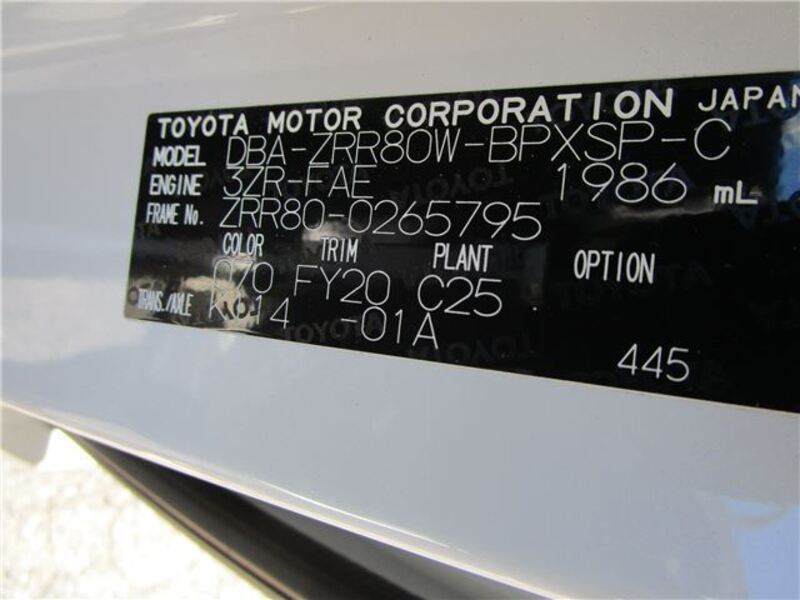 TOYOTA MOTOR CORPORATION JAPAN
MODEL DBA-ZRR80W-BPXSP-C
ENGINE 3ZR-FAE 1986 mL
FRAME No. ZRR80-0265795
COLOR TRIM PLANT OPTION
070 FY20 C25
TRANS./AXLE -01A
445